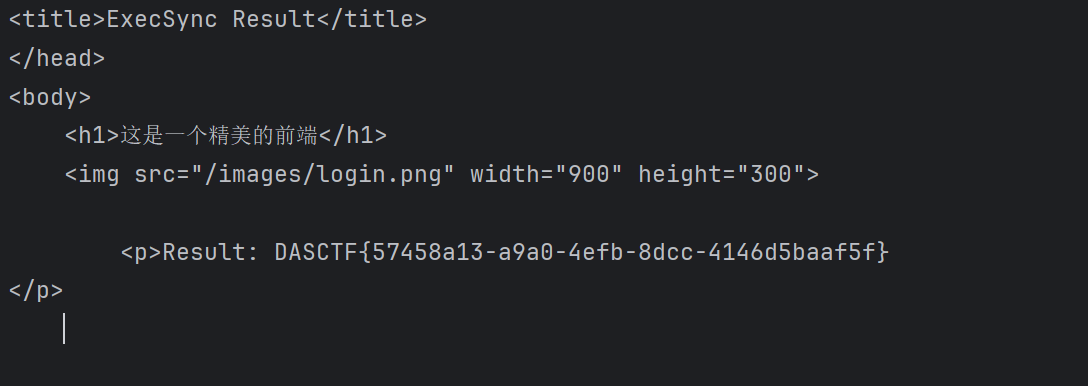 <title>ExecSync Result</title>
</head>
<body>
    <h1>这是一个精美的前端</h1>
    <img src="/images/login.png" width="900" height="300">
        <p>Result: DASCTF{57458a13-a9a0-4efb-8dcc-4146d5baaf5f}
</p>